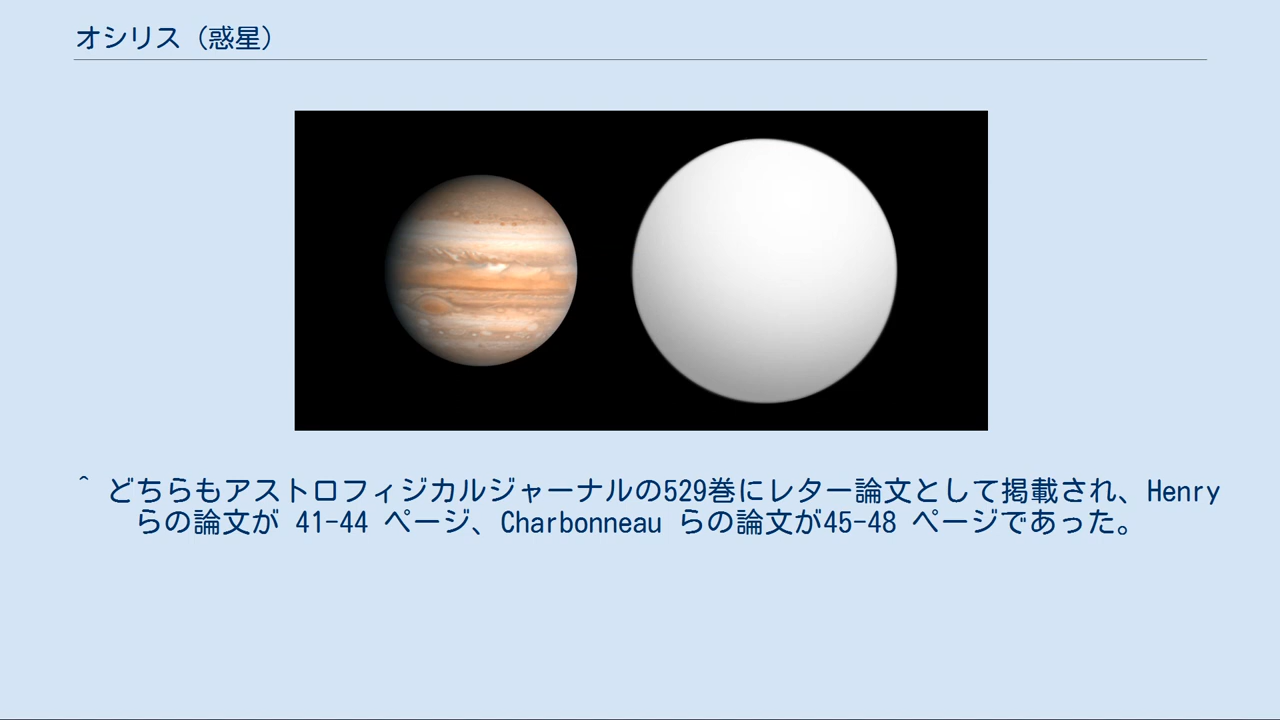 オシリス（惑星）
^ どちらもアストロフィジカルジャーナルの529巻にレター論文として掲載され、Henry
らの論文が 41-44 ページ、Charbonneau らの論文が45-48 ページであった。